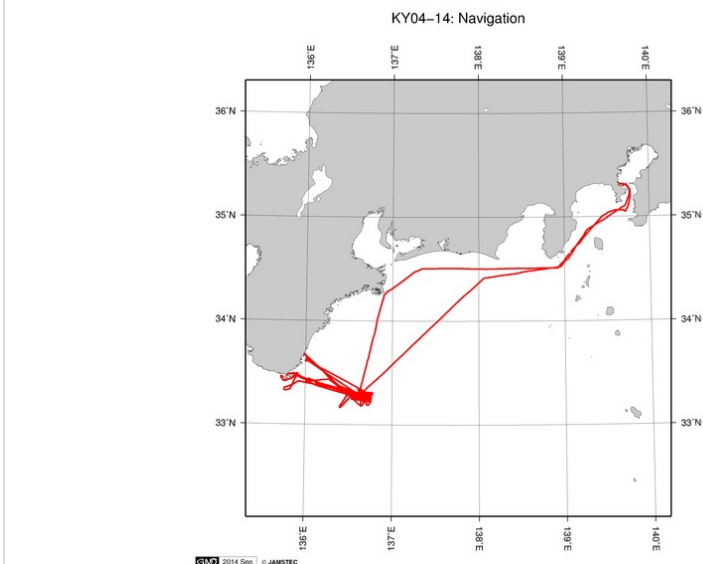 KY04−14: Navigation
136˚E 137˚E 138˚E 139˚E 140˚E
36˚N 36˚N
35˚N 35˚N
34˚N 34˚N
33˚N 33˚N
136˚E 137˚E 138˚E 139˚E 140˚E
GMD 2014 Sep © JAMSTEC